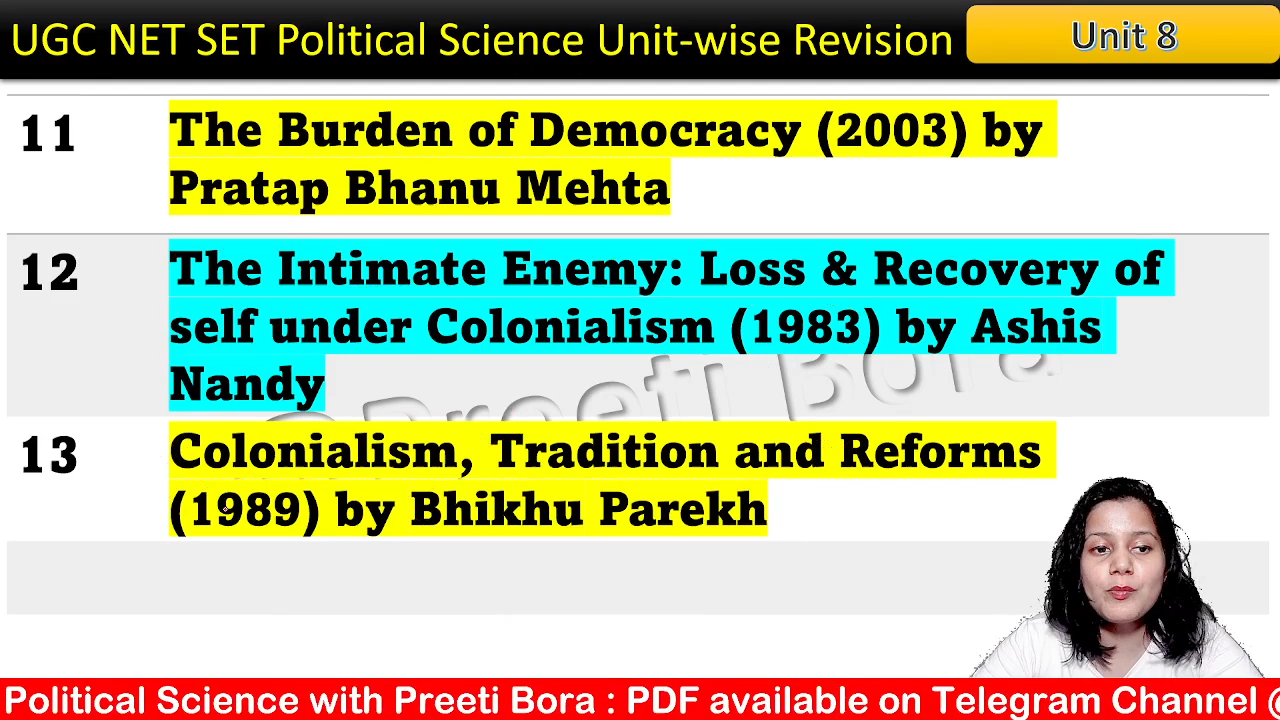 UGC NET SET Political Science Unit-wise Revision
Unit 8
11
The Burden of Democracy (2003) by
Pratap Bhanu Mehta
12
The Intimate Enemy: Loss & Recovery of
self under Colonialism (1983) by Ashis
Nandy
©Preeti Bora
13
Colonialism, Tradition and Reforms
(1989) by Bhikhu Parekh
Political Science with Preeti Bora : PDF available on Telegram Channel @